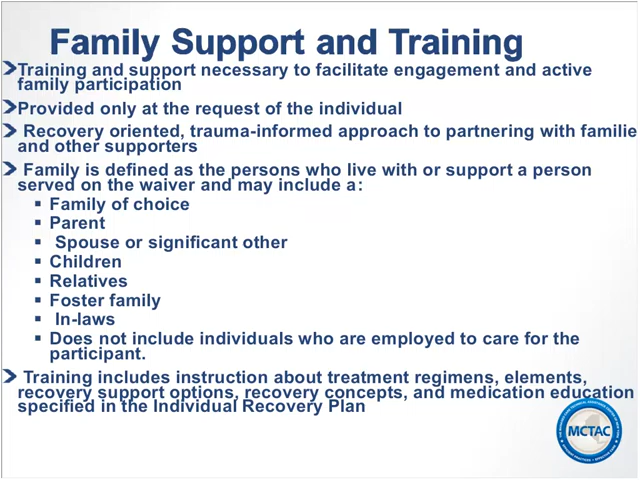 Family Support and Training
Training and support necessary to facilitate engagement and active
family participation
Provided only at the request of the individual
Recovery oriented, trauma-informed approach to partnering with familie
and other supporters
Family is defined as the persons who live with or support a person
served on the waiver and may include a:
Family of choice
Parent
Spouse or significant other
Children
Relatives
Foster family
In-laws
Does not include individuals who are employed to care for the
participant.
Training includes instruction about treatment regimens, elements,
recovery support options, recovery concepts, and medication education
specified in the Individual Recovery Plan
MCTAC